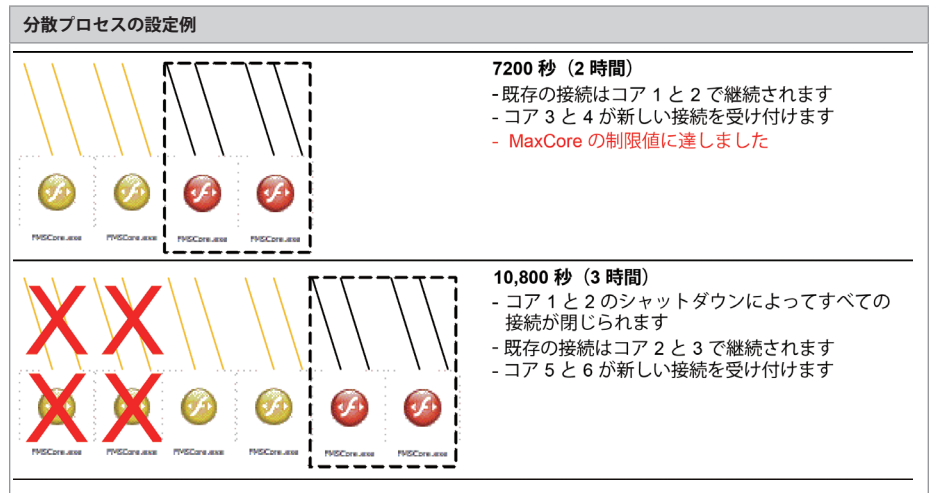 分散プロセスの設定例
7200 秒（2 時間）
- 既存の接続はコア 1 と 2 で継続されます
- コア 3 と 4 が新しい接続を受け付けます
- MaxCore の制限値に達しました
FMSCore.exe FMSCore.exe FMSCore.exe FMSCore.exe
10,800 秒（3 時間）
- コア 1 と 2 のシャットダウンによってすべての
接続が閉じられます
- 既存の接続はコア 2 と 3 で継続されます
- コア 5 と 6 が新しい接続を受け付けます
FMSCore.exe FMSCore.exe FMSCore.exe FMSCore.exe FMSCore.exe FMSCore.exe